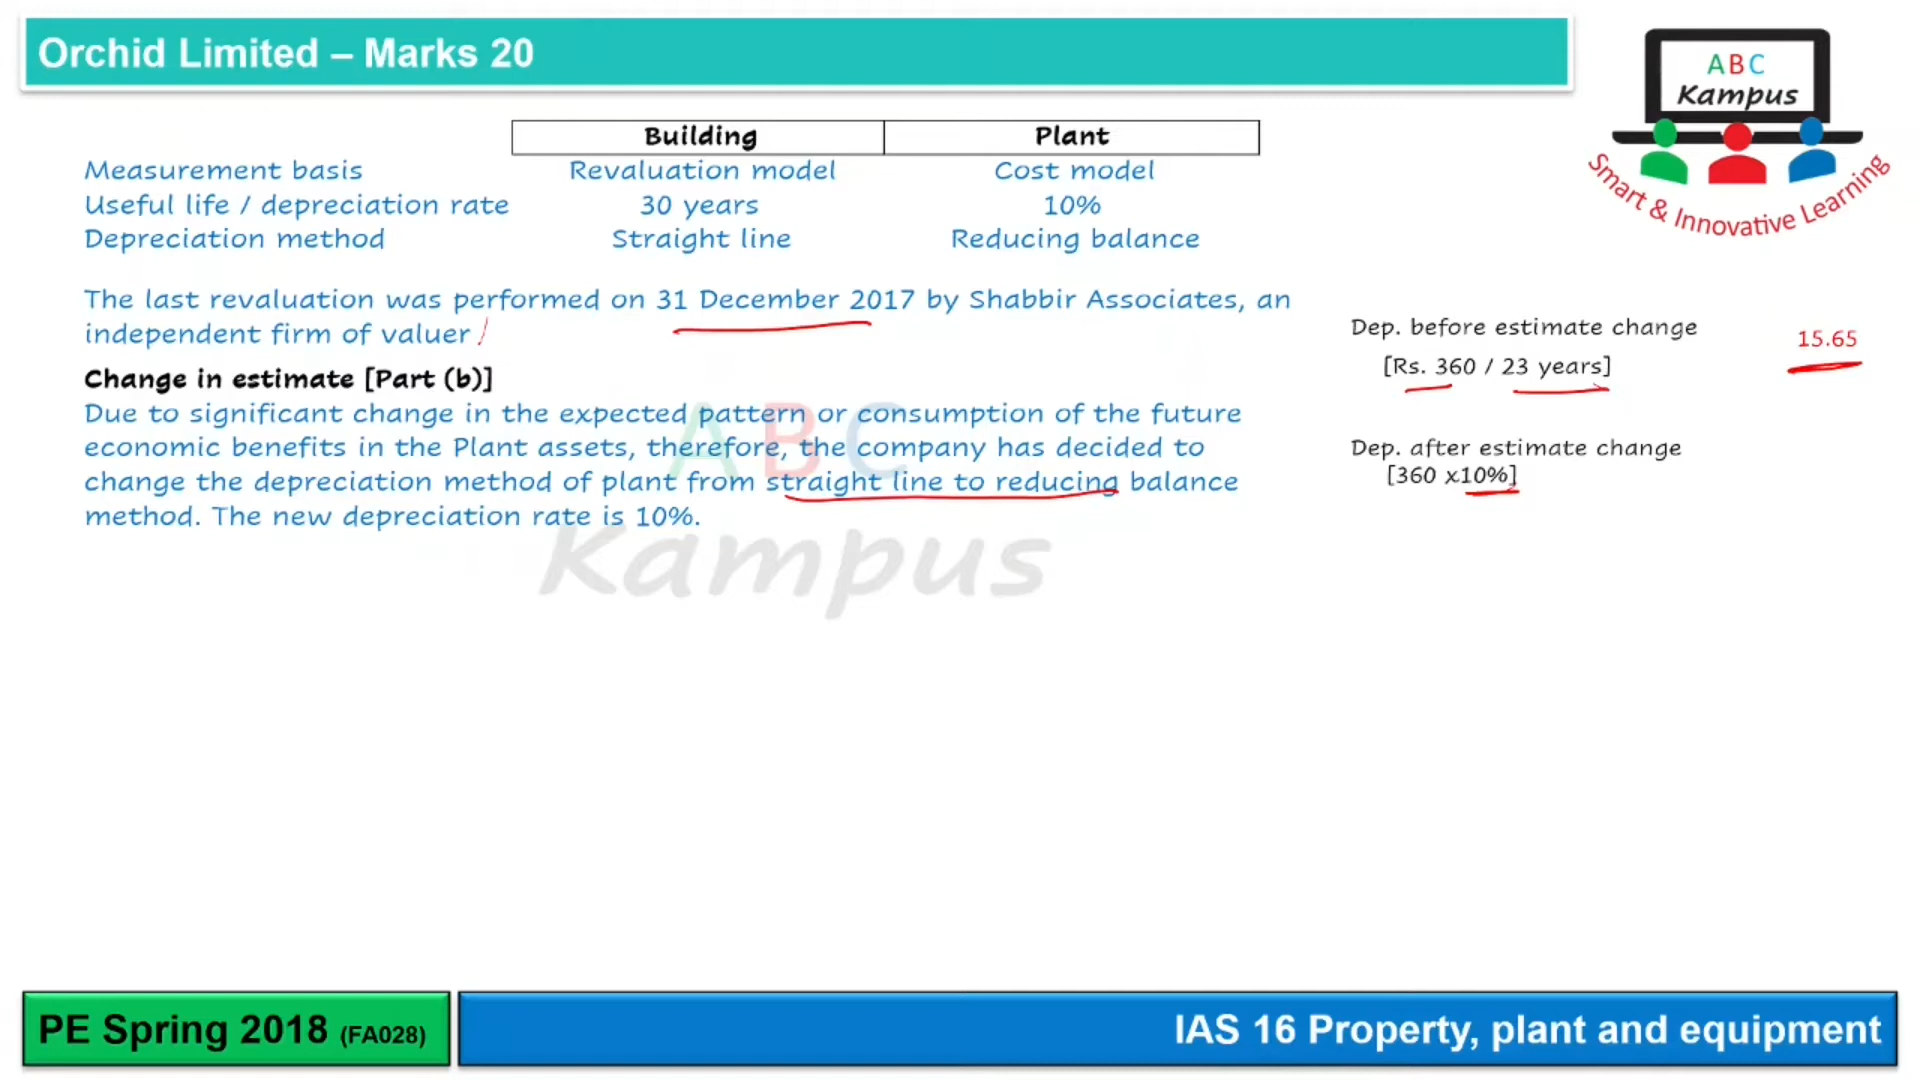 Orchid Limited – Marks 20
ABC
Kampus
Smart & Innovative Learning
Building Plant
Measurement basis Revaluation model Cost model
Useful life / depreciation rate 30 years 10%
Depreciation method Straight line Reducing balance
The last revaluation was performed on 31 December 2017 by Shabbir Associates, an
independent firm of valuer
Change in estimate [Part (b)]
Due to significant change in the expected pattern or consumption of the future
economic benefits in the Plant assets, therefore, the company has decided to
change the depreciation method of plant from straight line to reducing balance
method. The new depreciation rate is 10%.
Dep. before estimate change 15.65
[Rs. 360 / 23 years]
Dep. after estimate change
[360 x10%]
ABC
Kampus
PE Spring 2018 (FA028)
IAS 16 Property, plant and equipment